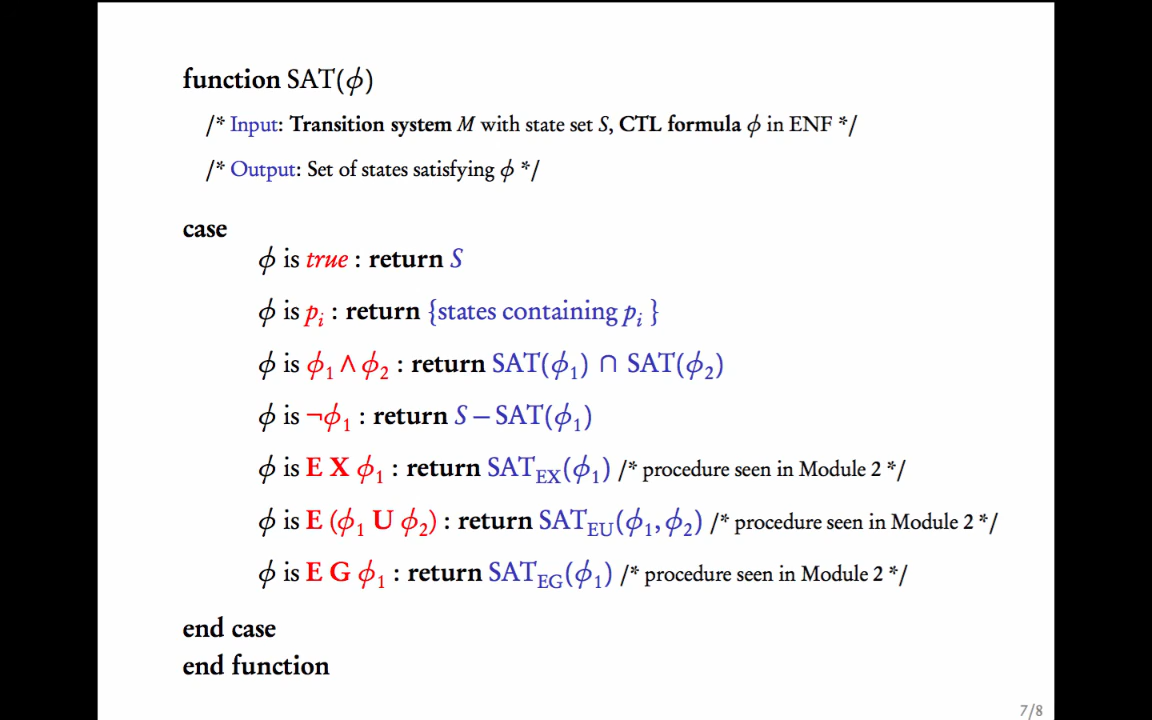 function SAT(ϕ)
/* Input: Transition system M with state set S, CTL formula ϕ in ENF */
/* Output: Set of states satisfying ϕ */
case
ϕ is true : return S
ϕ is pᵢ : return {states containing pᵢ }
ϕ is ϕ₁ ∧ ϕ₂ : return SAT(ϕ₁) ∩ SAT(ϕ₂)
ϕ is ¬ϕ₁ : return S − SAT(ϕ₁)
ϕ is E X ϕ₁ : return SAT_EX(ϕ₁) /* procedure seen in Module 2 */
ϕ is E (ϕ₁ U ϕ₂) : return SAT_EU(ϕ₁, ϕ₂) /* procedure seen in Module 2 */
ϕ is E G ϕ₁ : return SAT_EG(ϕ₁) /* procedure seen in Module 2 */
end case
end function
7/8